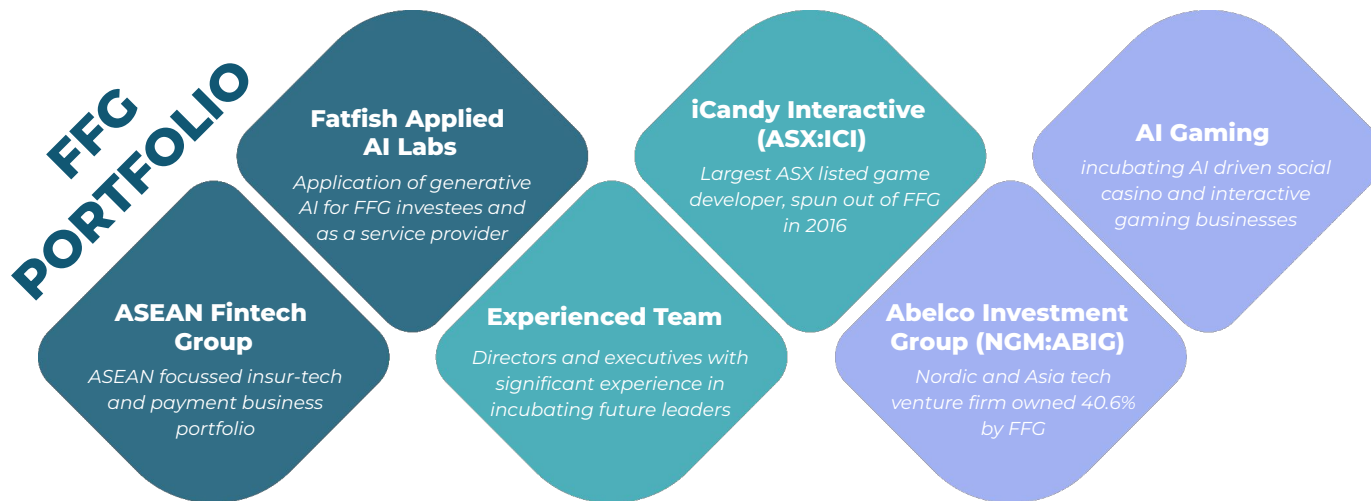 FFG
PORTFOLIO
ASEAN Fintech
Group
ASEAN focussed insur-tech
and payment business
portfolio
Fatfish Applied
AI Labs
Application of generative
AI for FFG investees and
as a service provider
Experienced Team
Directors and executives with
significant experience in
incubating future leaders
iCandy Interactive
(ASX:ICI)
Largest ASX listed game
developer, spun out of FFG
in 2016
Abelco Investment
Group (NGM:ABIG)
Nordic and Asia tech
venture firm owned 40.6%
by FFG
AI Gaming
incubating AI driven social
casino and interactive
gaming businesses